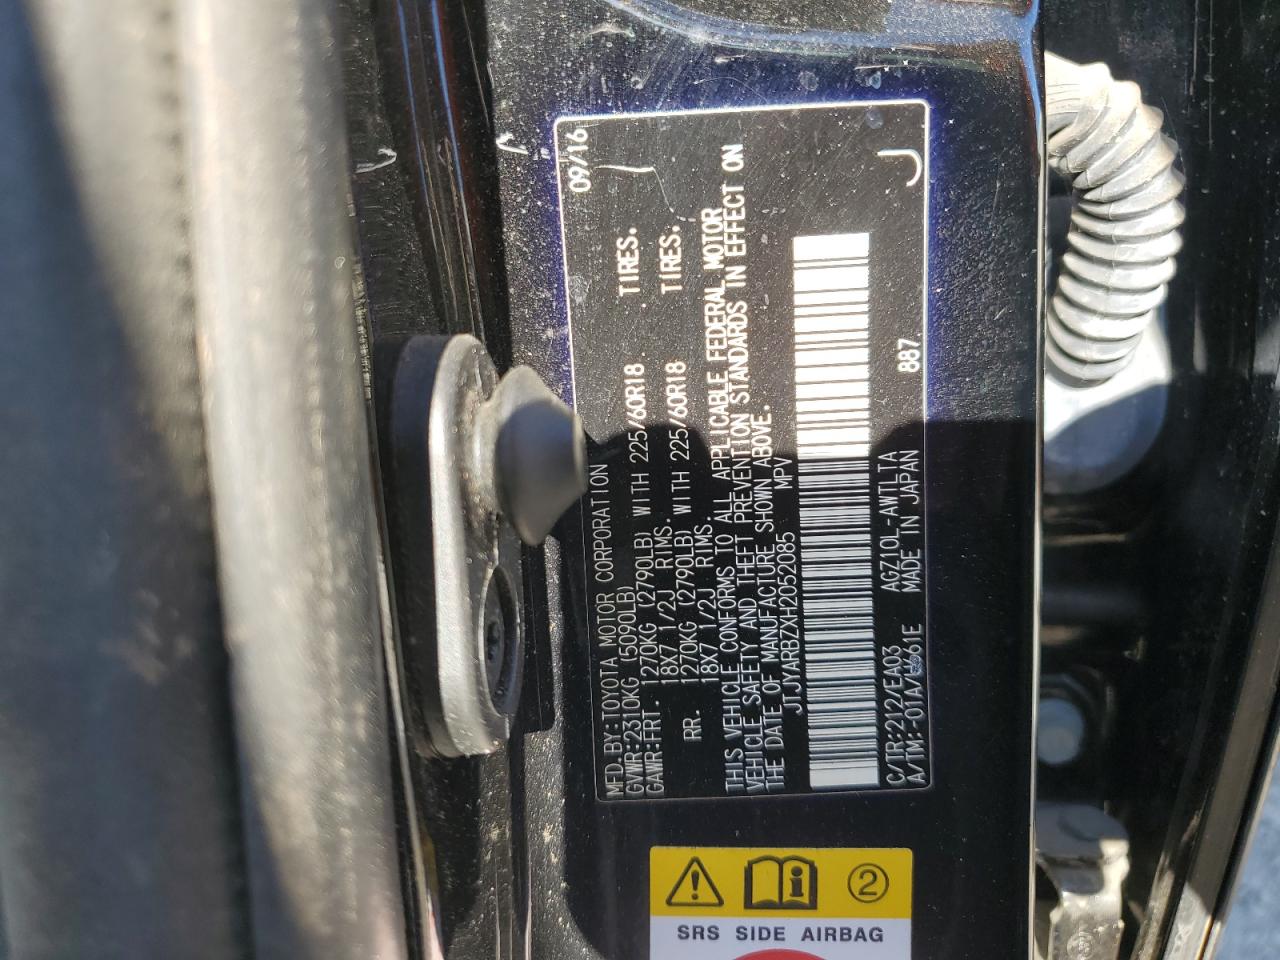 MFD.BY:TOYOTA MOTOR CORPORATION 09/16
GVWR:2310KG (5090LB)
GAWR:FRT. 1270KG (2790LB) WITH 225/60R18 TIRES.
18X7 1/2J RIMS.
RR. 1270KG (2790LB) WITH 225/60R18 TIRES.
18X7 1/2J RIMS.
THIS VEHICLE CONFORMS TO ALL APPLICABLE FEDERAL MOTOR
VEHICLE SAFETY AND THEFT PREVENTION STANDARDS IN EFFECT ON
THE DATE OF MANUFACTURE SHOWN ABOVE.
JTJYARBZXH2052085 MPV
C/TR:212/EA03 AGZ10L-AWTLTA
A/TM:-01A/ MADE IN JAPAN 887 J
2
SRS SIDE AIRBAG